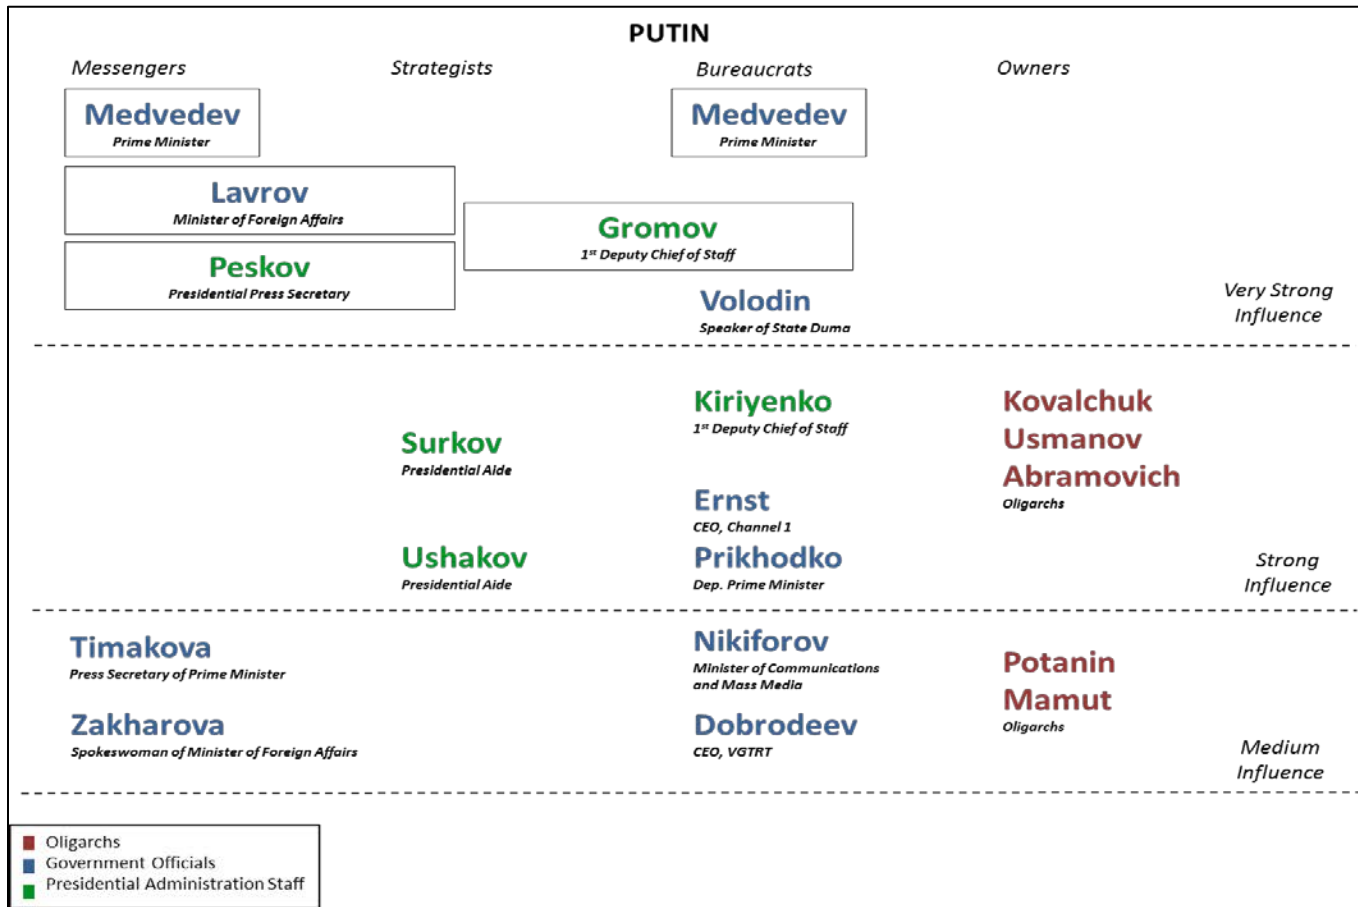 PUTIN
Messengers Strategists Bureaucrats Owners
Medvedev
Prime Minister
Medvedev
Prime Minister
Lavrov
Minister of Foreign Affairs
Gromov
1st Deputy Chief of Staff
Peskov
Presidential Press Secretary
Volodin
Speaker of State Duma
Very Strong
Influence
Kiriyenko
1st Deputy Chief of Staff
Kovalchuk
Usmanov
Abramovich
Oligarchs
Surkov
Presidential Aide
Ernst
CEO, Channel 1
Ushakov
Presidential Aide
Prikhodko
Dep. Prime Minister
Strong
Influence
Timakova
Press Secretary of Prime Minister
Nikiforov
Minister of Communications
and Mass Media
Potanin
Mamut
Oligarchs
Zakharova
Spokeswoman of Minister of Foreign Affairs
Dobrodeev
CEO, VGTRT
Medium
Influence
Oligarchs
Government Officials
Presidential Administration Staff